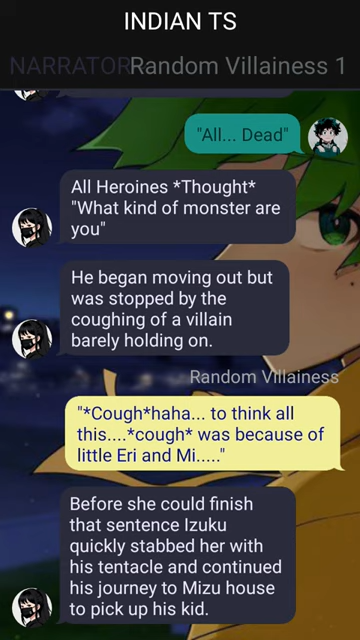 INDIAN TS
NARRATOR Random Villainess 1
"All... Dead"
All Heroines *Thought*
"What kind of monster are
you"
He began moving out but
was stopped by the
coughing of a villain
barely holding on.
Random Villainess
"*Cough*haha... to think all
this....*cough* was because of
little Eri and Mi....."
Before she could finish
that sentence Izuku
quickly stabbed her with
his tentacle and continued
his journey to Mizu house
to pick up his kid.